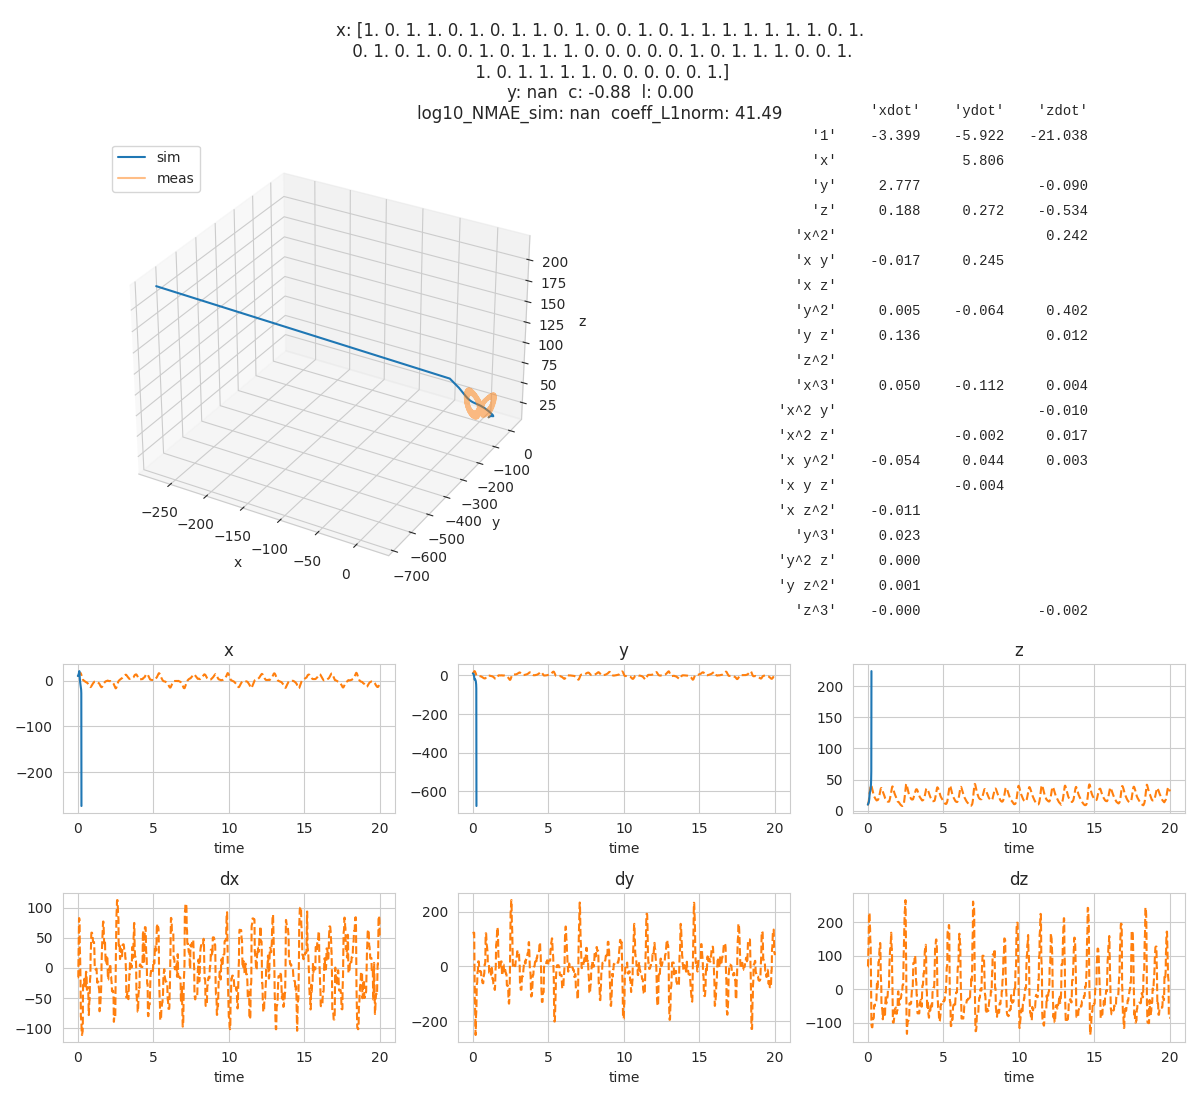 x: [1. 0. 1. 1. 0. 1. 0. 1. 1. 0. 1. 0. 0. 1. 0. 1. 1. 1. 1. 1. 1. 1. 0. 1.
0. 1. 0. 1. 0. 0. 1. 0. 1. 1. 1. 0. 0. 0. 0. 0. 1. 0. 1. 1. 1. 0. 0. 1.
1. 0. 1. 1. 1. 1. 0. 0. 0. 0. 0. 1.]
y: nan c: -0.88 l: 0.00
log10_NMAE_sim: nan coeff_L1norm: 41.49
'xdot' 'ydot' 'zdot'
'1' -3.399 -5.922 -21.038
'x' 5.806
'y' 2.777 -0.090
'z' 0.188 0.272 -0.534
'x^2' 0.242
'x y' -0.017 0.245
'x z'
'y^2' 0.005 -0.064 0.402
'y z' 0.136 0.012
'z^2'
'x^3' 0.050 -0.112 0.004
'x^2 y' -0.010
'x^2 z' -0.002 0.017
'x y^2' -0.054 0.044 0.003
'x y z' -0.004
'x z^2' -0.011
'y^3' 0.023
'y^2 z' 0.000
'y z^2' 0.001
'z^3' -0.000 -0.002
sim
meas
200
175
150
125
100
75
50
25
z
0
−100
−200
−300
−400
−500
−600
−700
y
−250
−200
−150
−100
−50
0
x
x
0
−100
−200
0 5 10 15 20
time
y
0
−200
−400
−600
0 5 10 15 20
time
z
200
150
100
50
0
0 5 10 15 20
time
dx
100
50
0
−50
−100
0 5 10 15 20
time
dy
200
0
−200
0 5 10 15 20
time
dz
200
100
0
−100
0 5 10 15 20
time